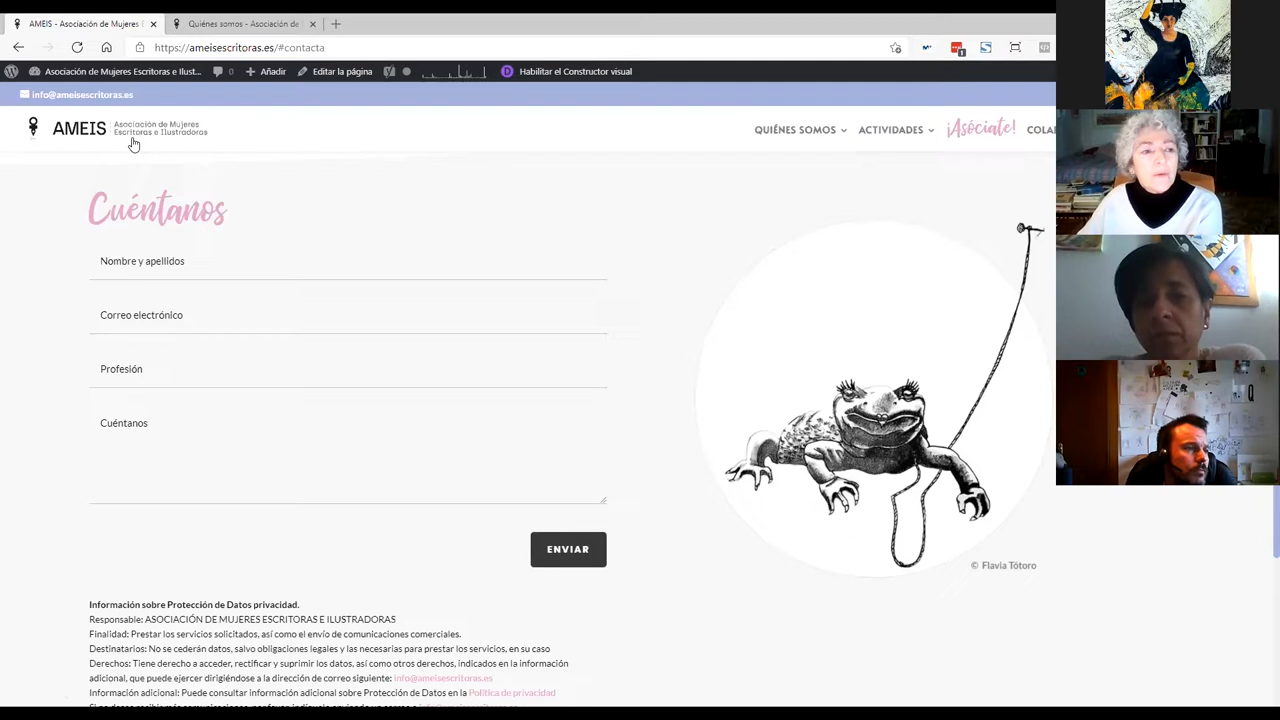 AMEIS - Asociación de Mujeres E
Quiénes somos - Asociación de
https://ameisescritoras.es/#contacta
Asociación de Mujeres Escritoras e Ilust...
0
Añadir
Editar la página
Habilitar el Constructor visual
info@ameisescritoras.es
AMEIS
Asociación de Mujeres
Escritoras e Ilustradoras
QUIÉNES SOMOS
ACTIVIDADES
¡Asóciate!
COLA
Cuéntanos
Nombre y apellidos
Correo electrónico
Profesión
Cuéntanos
ENVIAR
© Flavia Tótoro
Información sobre Protección de Datos privacidad.
Responsable: ASOCIACIÓN DE MUJERES ESCRITORAS E ILUSTRADORAS
Finalidad: Prestar los servicios solicitados, así como el envío de comunicaciones comerciales.
Destinatarios: No se cederán datos, salvo obligaciones legales y las necesarias para prestar los servicios, en su caso
Derechos: Tiene derecho a acceder, rectificar y suprimir los datos, así como otros derechos, indicados en la información
adicional, que puede ejercer dirigiéndose a la dirección de correo siguiente: info@ameisescritoras.es
Información adicional: Puede consultar información adicional sobre Protección de Datos en la Política de privacidad